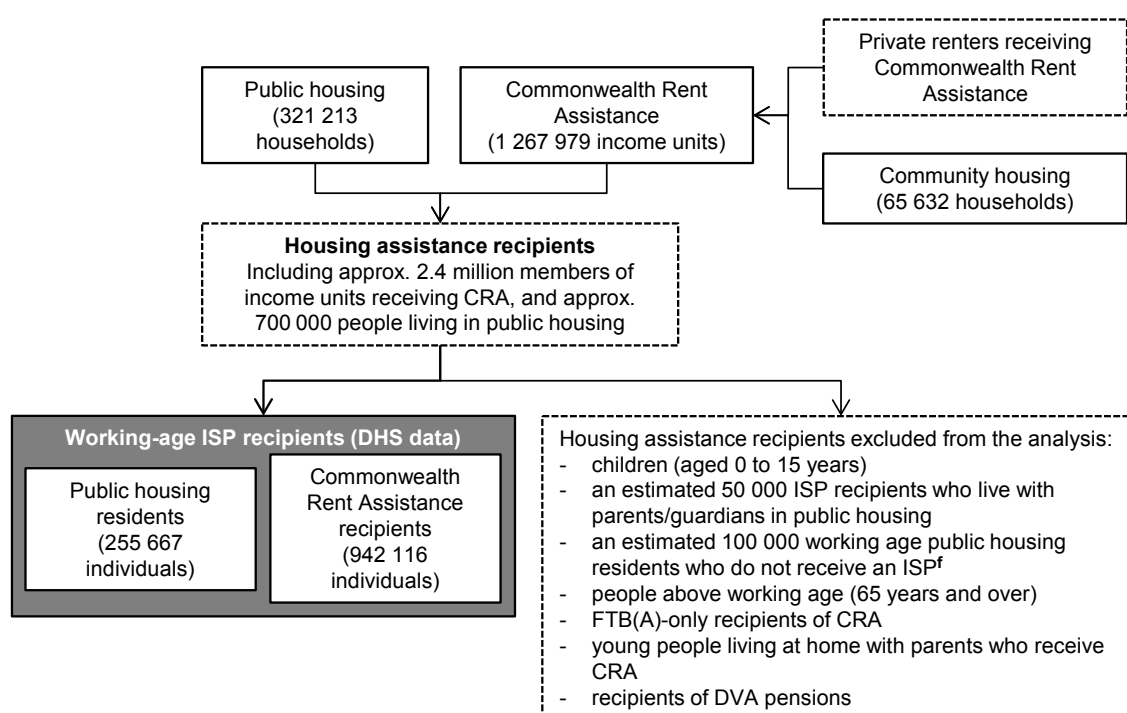 Private renters receiving
Commonwealth Rent
Assistance
Public housing
(321 213
households)
Commonwealth Rent
Assistance
(1 267 979 income units)
Community housing
(65 632 households)
Housing assistance recipients
Including approx. 2.4 million members of
income units receiving CRA, and approx.
700 000 people living in public housing
Working-age ISP recipients (DHS data)
Public housing
residents
(255 667
individuals)
Commonwealth
Rent Assistance
recipients
(942 116
individuals)
Housing assistance recipients excluded from the analysis:
- children (aged 0 to 15 years)
- an estimated 50 000 ISP recipients who live with
parents/guardians in public housing
- an estimated 100 000 working age public housing
residents who do not receive an ISPf
- people above working age (65 years and over)
- FTB(A)-only recipients of CRA
- young people living at home with parents who receive
CRA
- recipients of DVA pensions